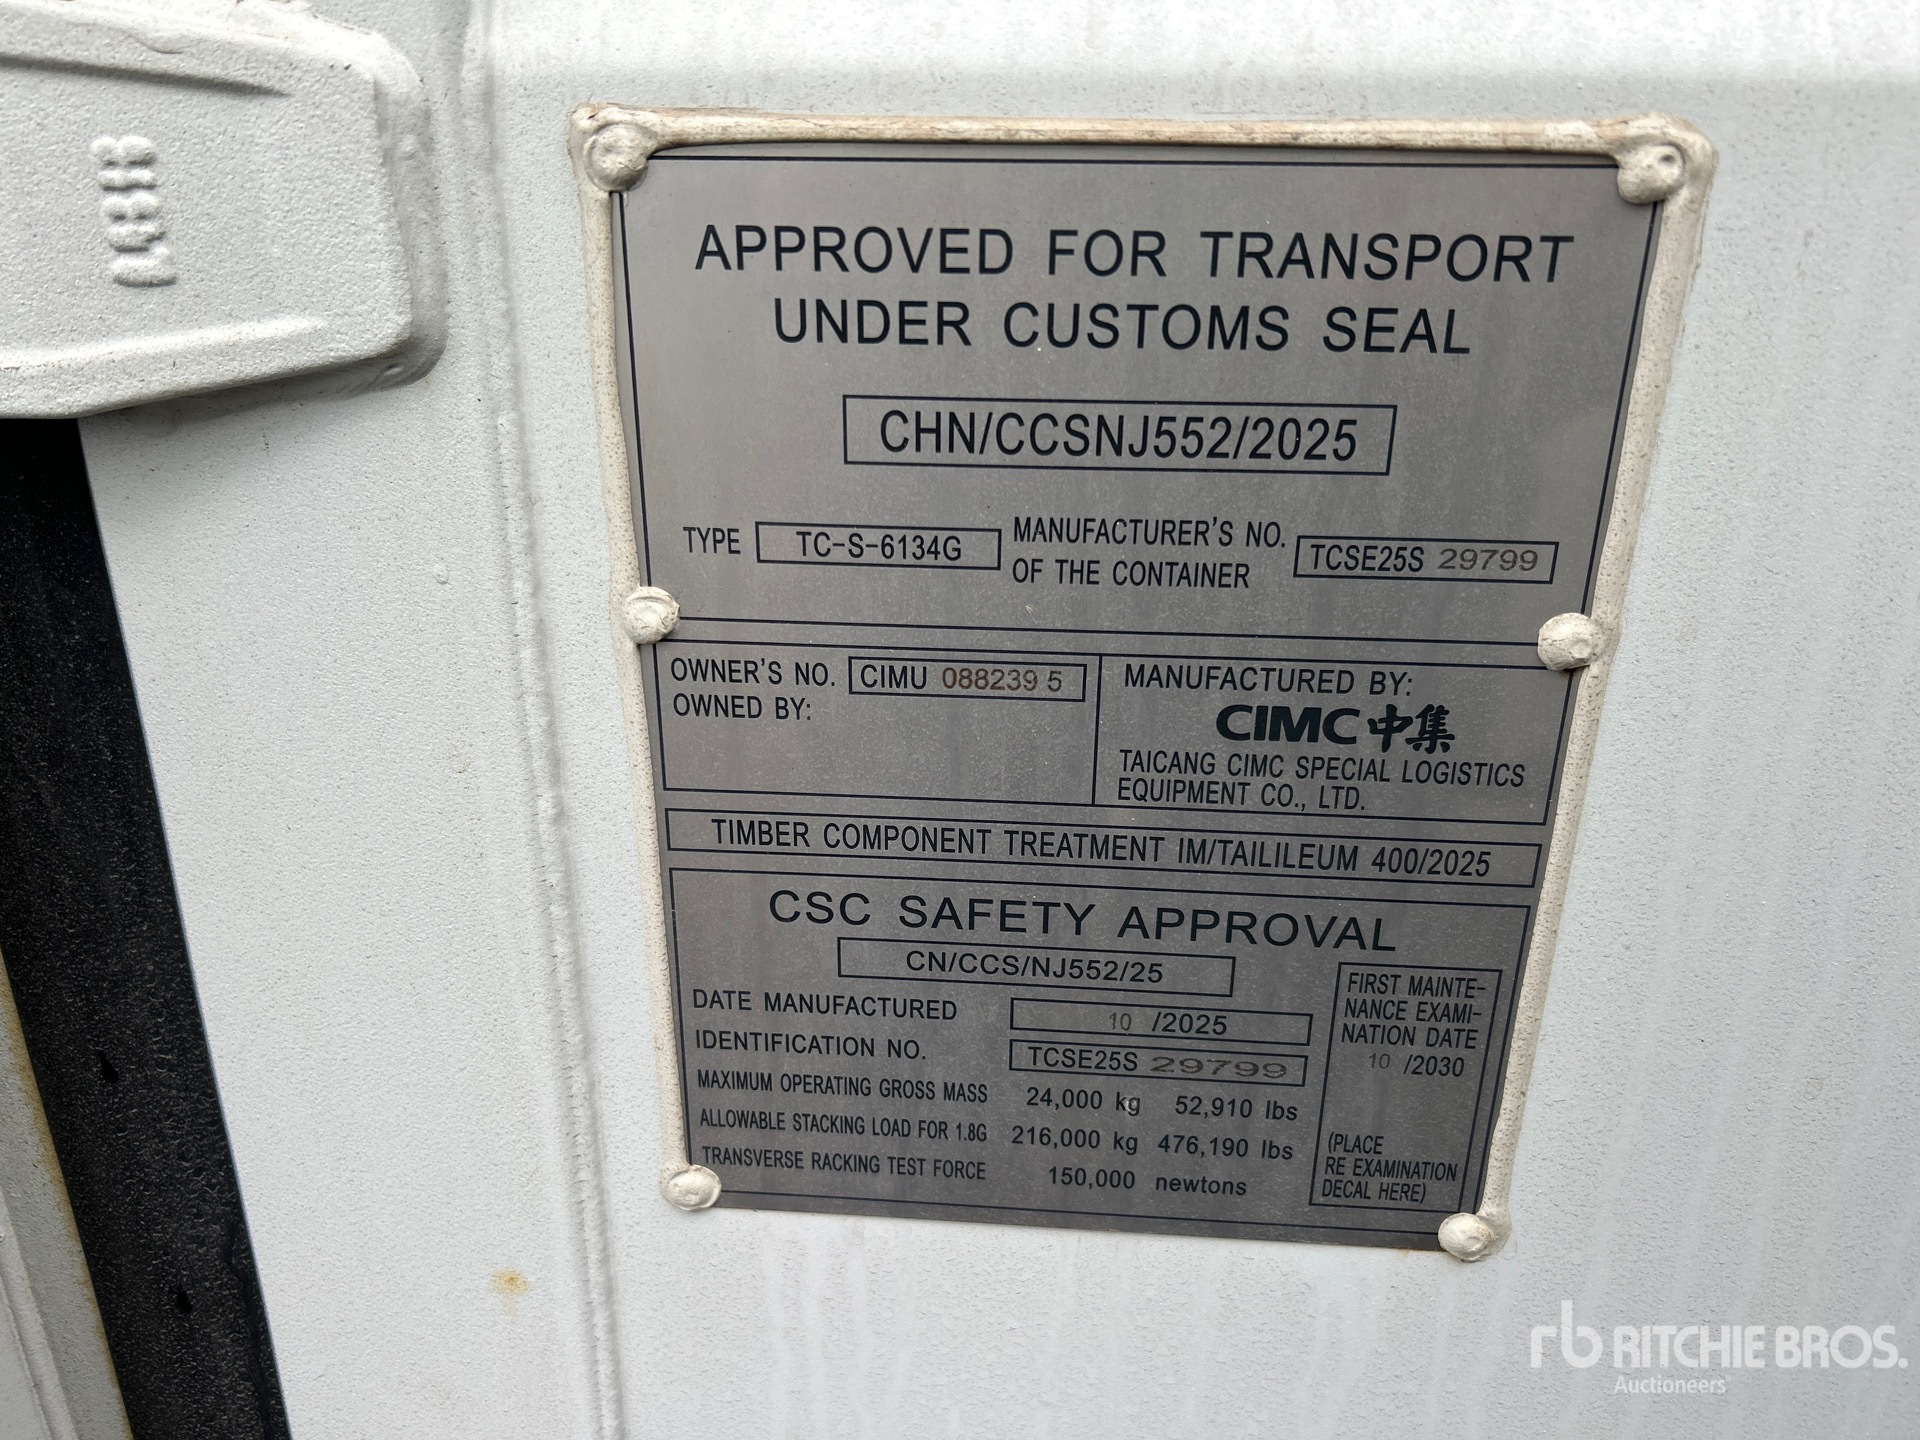 APPROVED FOR TRANSPORT
UNDER CUSTOMS SEAL
CHN/CCSNJ552/2025
TYPE TC-S-6134G MANUFACTURER'S NO.
OF THE CONTAINER TCSE25S 29799
OWNER'S NO. CIMU 088239 5
OWNED BY:
MANUFACTURED BY:
CIMC中集
TAICANG CIMC SPECIAL LOGISTICS
EQUIPMENT CO., LTD.
TIMBER COMPONENT TREATMENT IM/TAILILEUM 400/2025
CSC SAFETY APPROVAL
CN/CCS/NJ552/25
DATE MANUFACTURED 10 /2025
IDENTIFICATION NO. TCSE25S 29799
MAXIMUM OPERATING GROSS MASS 24,000 kg 52,910 lbs
ALLOWABLE STACKING LOAD FOR 1.8G 216,000 kg 476,190 lbs
TRANSVERSE RACKING TEST FORCE 150,000 newtons
FIRST MAINTE-
NANCE EXAMI-
NATION DATE
10 /2030
(PLACE
RE EXAMINATION
DECAL HERE)
rb RITCHIE BROS.
Auctioneers